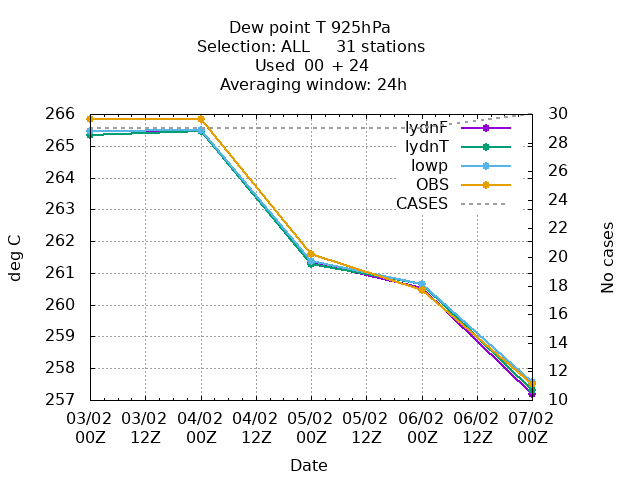 Dew point T 925hPa
Selection: ALL 31 stations
Used 00 + 24
Averaging window: 24h
266
265
264
263
262
261
260
259
258
257
30
28
26
24
22
20
18
16
14
12
10
lydnF
lydnT
lowp
OBS
CASES
deg C
No cases
03/02 03/02 04/02 04/02 05/02 05/02 06/02 06/02 07/02
00Z 12Z 00Z 12Z 00Z 12Z 00Z 12Z 00Z
Date